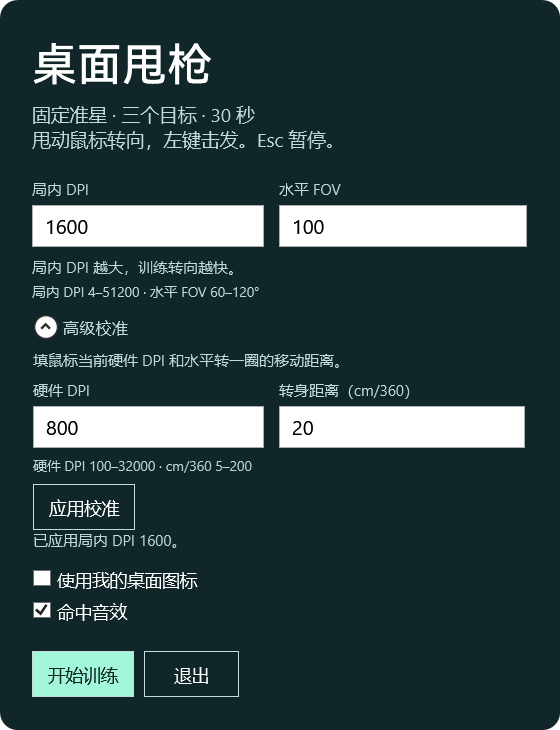 桌面甩枪
固定准星 · 三个目标 · 30 秒
甩动鼠标转向，左键击发。Esc 暂停。
局内 DPI
水平 FOV
1600
100
局内 DPI 越大，训练转向越快。
局内 DPI 4–51200 · 水平 FOV 60–120°
高级校准
填鼠标当前硬件 DPI 和水平转一圈的移动距离。
硬件 DPI
转身距离（cm/360）
800
20
硬件 DPI 100–32000 · cm/360 5–200
应用校准
已应用局内 DPI 1600。
使用我的桌面图标
命中音效
开始训练
退出